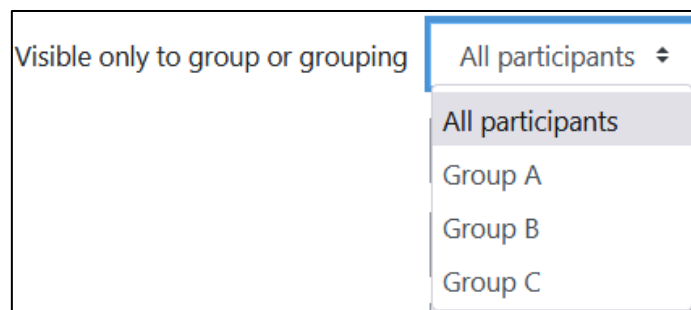 Visible only to group or grouping All participants
All participants
Group A
Group B
Group C